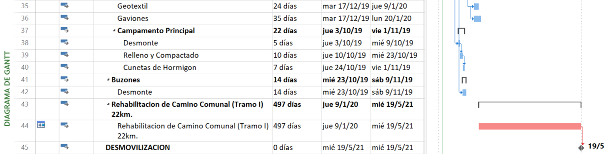 DIAGRAMA DE GANTT
35 Geotextil 24 días mar 17/12/19 jue 9/1/20
36 Gaviones 35 días mar 17/12/19 lun 20/1/20
37 Campamento Principal 22 días jue 3/10/19 vie 1/11/19
38 Desmonte 5 días jue 3/10/19 mié 9/10/19
39 Relleno y Compactado 10 días jue 10/10/19 mié 23/10/19
40 Cunetas de Hormigon 7 días jue 24/10/19 vie 1/11/19
41 Buzones 14 días mié 23/10/19 sáb 9/11/19
42 Desmonte 14 días mié 23/10/19 sáb 9/11/19
43 Rehabilitacion de Camino Comunal (Tramo I) 497 días jue 9/1/20 mié 19/5/21
22km.
44 Rehabilitacion de Camino Comunal (Tramo I) 497 días jue 9/1/20 mié 19/5/21
22km.
45 DESMOVILIZACION 0 días mié 19/5/21 mié 19/5/21 19/5